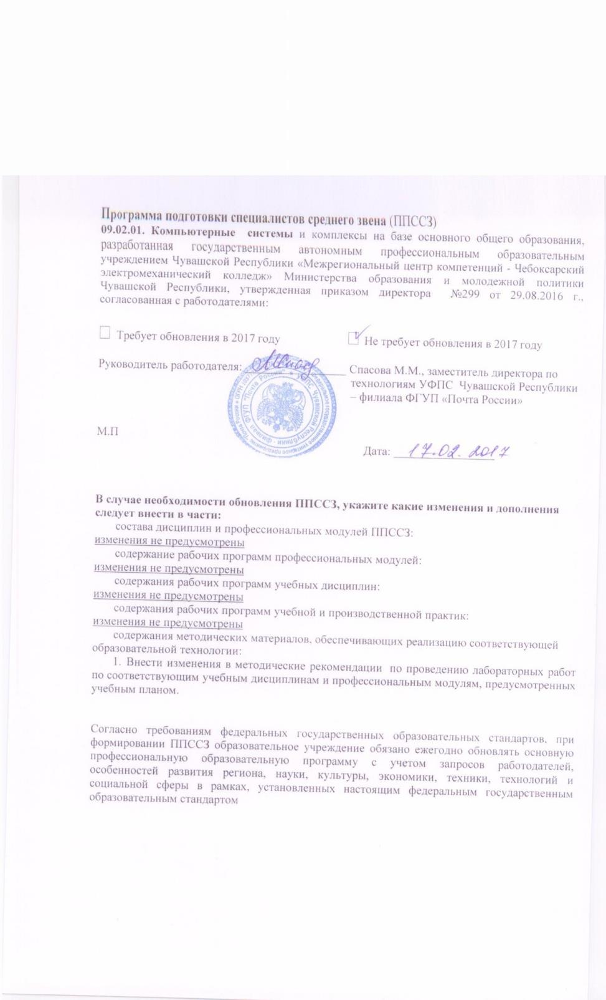 Программа подготовки специалистов среднего звена (ППССЗ)
09.02.01. Компьютерные системы и комплексы на базе основного общего образования,
разработанная государственным автономным профессиональным образовательным
учреждением Чувашской Республики «Межрегиональный центр компетенций - Чебоксарский
электромеханический колледж» Министерства образования и молодежной политики
Чувашской Республики, утвержденная приказом директора №299 от 29.08.2016 г.,
согласованная с работодателями:
Требует обновления в 2017 году
Не требует обновления в 2017 году
Руководитель работодателя:
Спасова М.М., заместитель директора по
технологиям УФПС Чувашской Республики
– филиала ФГУП «Почта России»
М.П
Дата: 17.02.2017
В случае необходимости обновления ППССЗ, укажите какие изменения и дополнения
следует внести в части:
состава дисциплин и профессиональных модулей ППССЗ:
изменения не предусмотрены
содержание рабочих программ профессиональных модулей:
изменения не предусмотрены
содержания рабочих программ учебных дисциплин:
изменения не предусмотрены
содержания рабочих программ учебной и производственной практик:
изменения не предусмотрены
содержания методических материалов, обеспечивающих реализацию соответствующей
образовательной технологии:
1. Внести изменения в методические рекомендации по проведению лабораторных работ
по соответствующим учебным дисциплинам и профессиональным модулям, предусмотренных
учебным планом.
Согласно требованиям федеральных государственных образовательных стандартов, при
формировании ППССЗ образовательное учреждение обязано ежегодно обновлять основную
профессиональную образовательную программу с учетом запросов работодателей,
особенностей развития региона, науки, культуры, экономики, техники, технологий и
социальной сферы в рамках, установленных настоящим федеральным государственным
образовательным стандартом